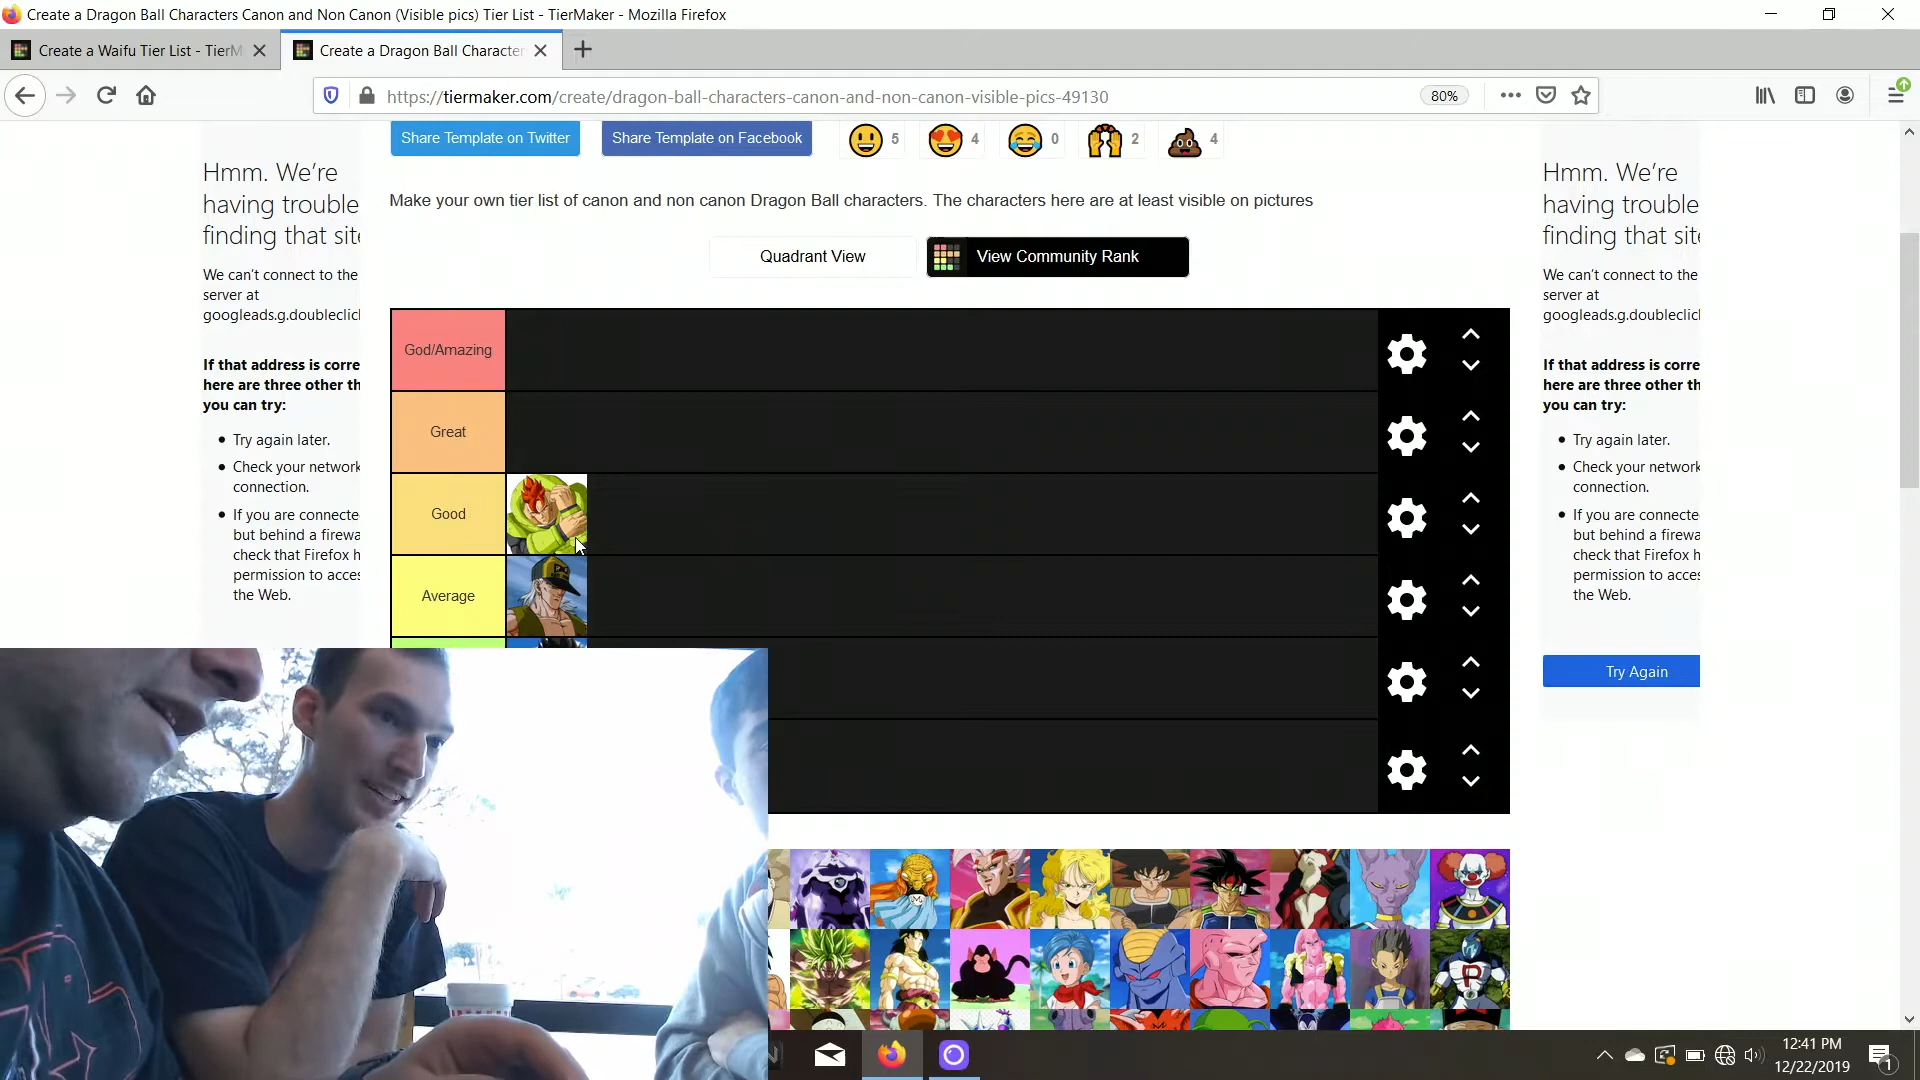 Create a Dragon Ball Characters Canon and Non Canon (Visible pics) Tier List - TierMaker - Mozilla Firefox
Create a Waifu Tier List - TierM
Create a Dragon Ball Character
https://tiermaker.com/create/dragon-ball-characters-canon-and-non-canon-visible-pics-49130
80%
Share Template on Twitter
Share Template on Facebook
5
4
0
2
4
Make your own tier list of canon and non canon Dragon Ball characters. The characters here are at least visible on pictures
Quadrant View
View Community Rank
Hmm. We're
having trouble
finding that site
We can't connect to the
server at
googleads.g.doubleclic
If that address is corre
here are three other th
you can try:
Try again later.
Check your network
connection.
If you are connecte
but behind a firewa
check that Firefox h
permission to acces
the Web.
God/Amazing
Great
Good
Average
Hmm. We're
having trouble
finding that site
We can't connect to the
server at
googleads.g.doubleclic
If that address is corre
here are three other th
you can try:
Try again later.
Check your network
connection.
If you are connecte
but behind a firewa
check that Firefox h
permission to acces
the Web.
Try Again
12:41 PM
12/22/2019
1